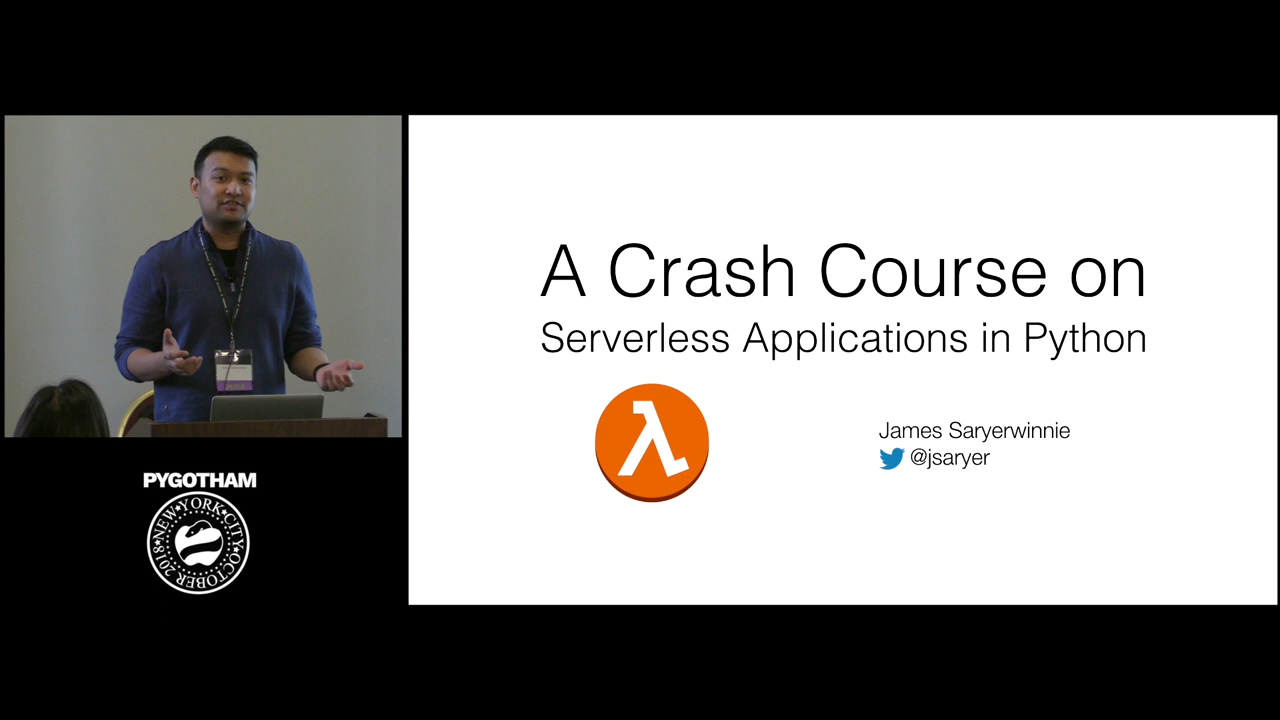 A Crash Course on
Serverless Applications in Python
λ
James Saryerwinnie
@jsaryer
PYGOTHAM
NEW★YORK★CITY★OCTOBER 2018★